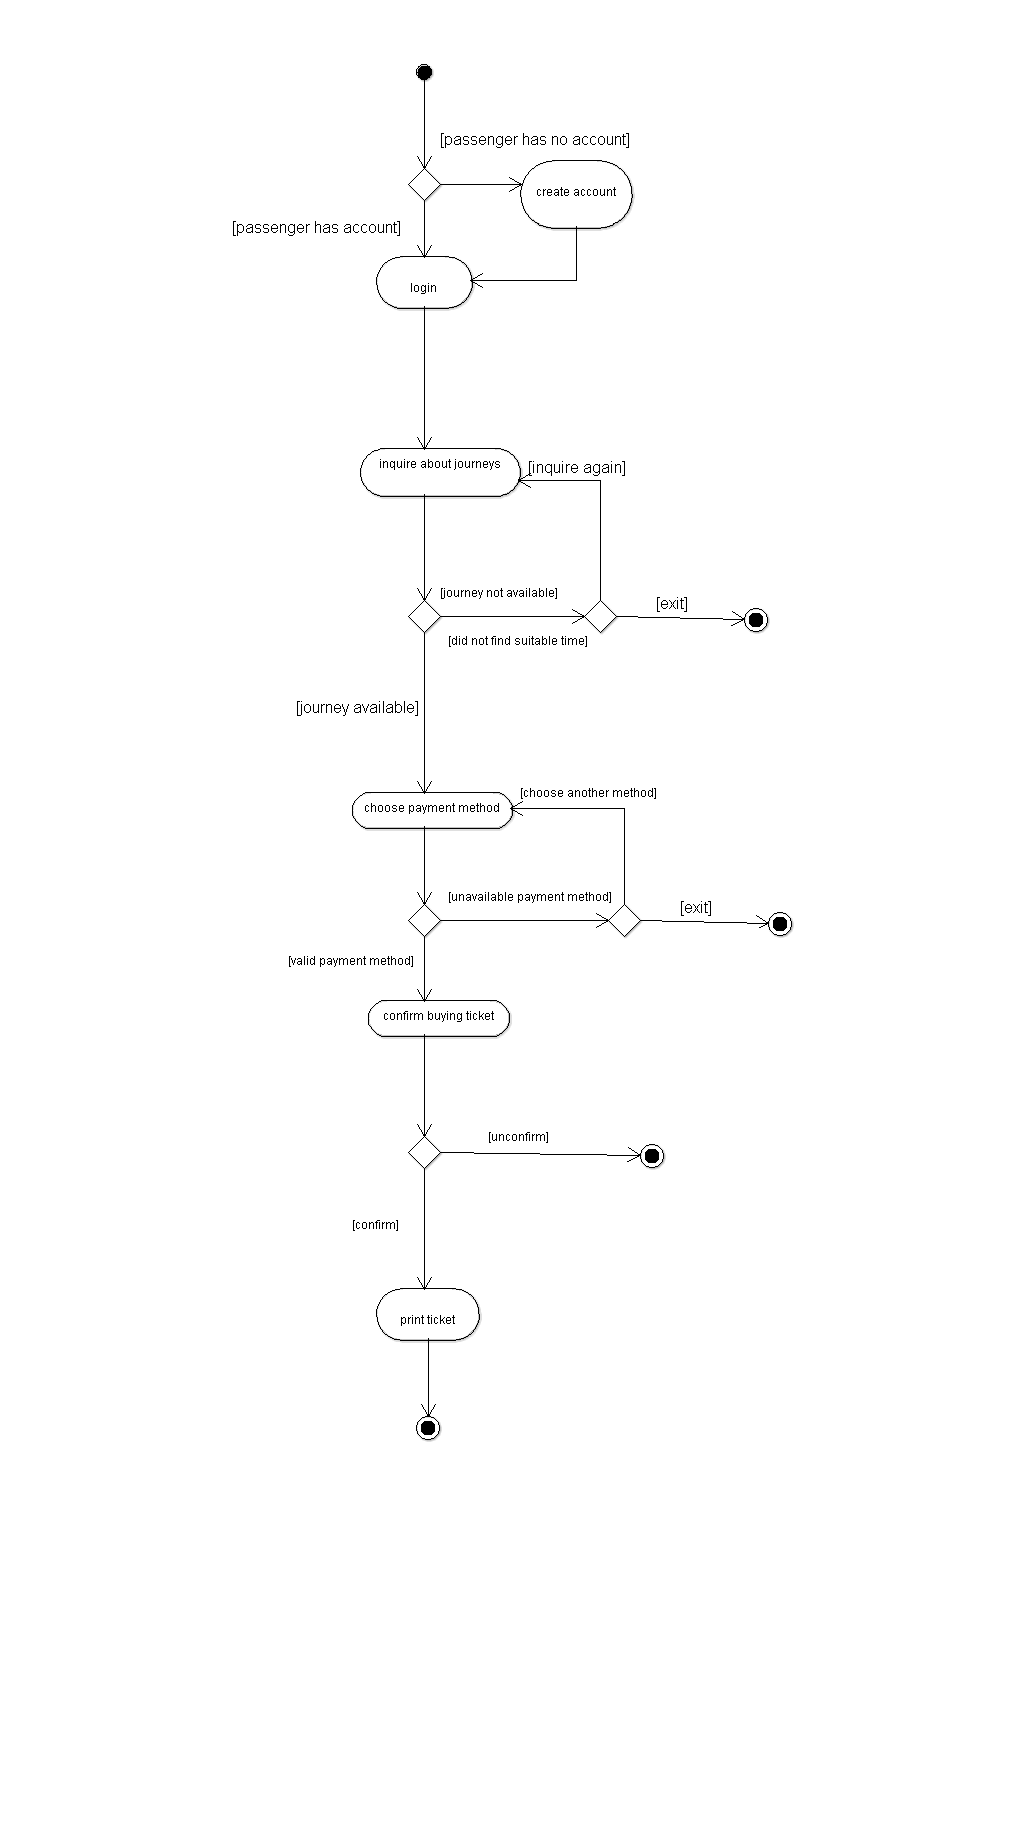 [passenger has no account]
create account
[passenger has account]
login
inquire about journeys
[inquire again]
[journey not available]
[exit]
[did not find suitable time]
[journey available]
[choose another method]
choose payment method
[unavailable payment method]
[exit]
[valid payment method]
confirm buying ticket
[unconfirm]
[confirm]
print ticket